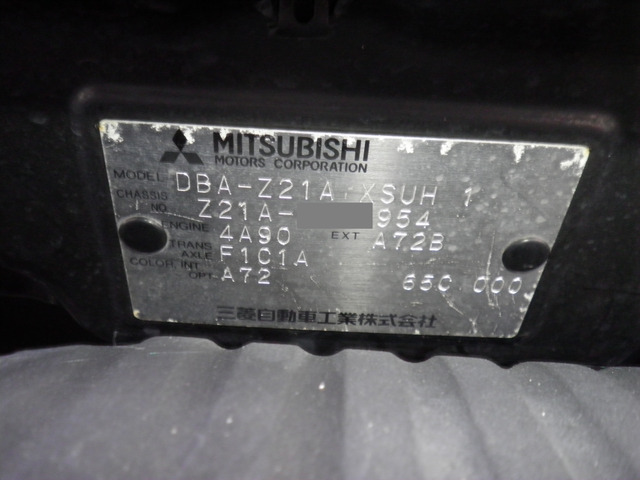 MITSUBISHI
MOTORS CORPORATION
MODEL DBA-Z21A XSUH 1
CHASSIS NO. Z21A- 954
ENGINE 4A90 EXT A72B
TRANS AXLE F1C1A
COLOR,INT OPT A72 65C 000
三菱自動車工業株式会社